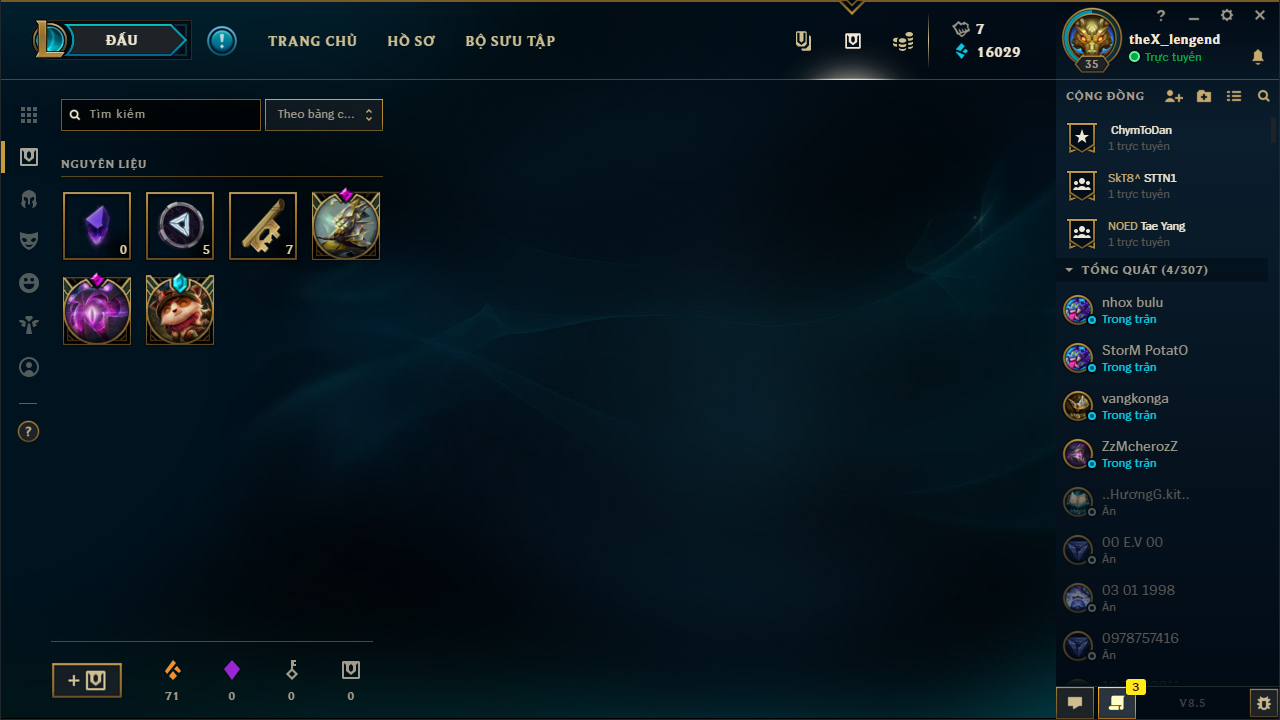 ĐẤU
!
TRANG CHỦ
HỒ SƠ
BỘ SƯU TẬP
7
16029
?
theX_lengend
Trực tuyến
35
Tìm kiếm
Theo bảng c...
NGUYÊN LIỆU
0
5
7
?
71
0
0
0
CỘNG ĐỒNG
ChymToDan
1 trực tuyến
SkT8^ STTN1
1 trực tuyến
NOED Tae Yang
1 trực tuyến
TỔNG QUÁT (4/307)
nhox bulu
Trong trận
StorM PotatO
Trong trận
vangkonga
Trong trận
ZzMcherozZ
Trong trận
..HươngG.kit..
Ẩn
00 E.V 00
Ẩn
03 01 1998
Ẩn
0978757416
Ẩn
3
V8.5